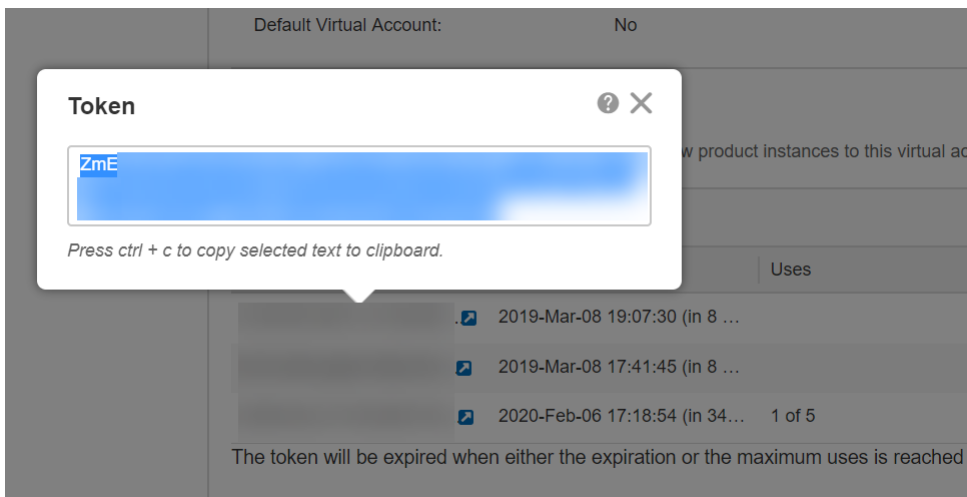 Default Virtual Account: No
Token
ZmE
w product instances to this virtual ac
Press ctrl + c to copy selected text to clipboard.
Uses
. 2019-Mar-08 19:07:30 (in 8 ...
2019-Mar-08 17:41:45 (in 8 ...
2020-Feb-06 17:18:54 (in 34... 1 of 5
The token will be expired when either the expiration or the maximum uses is reached